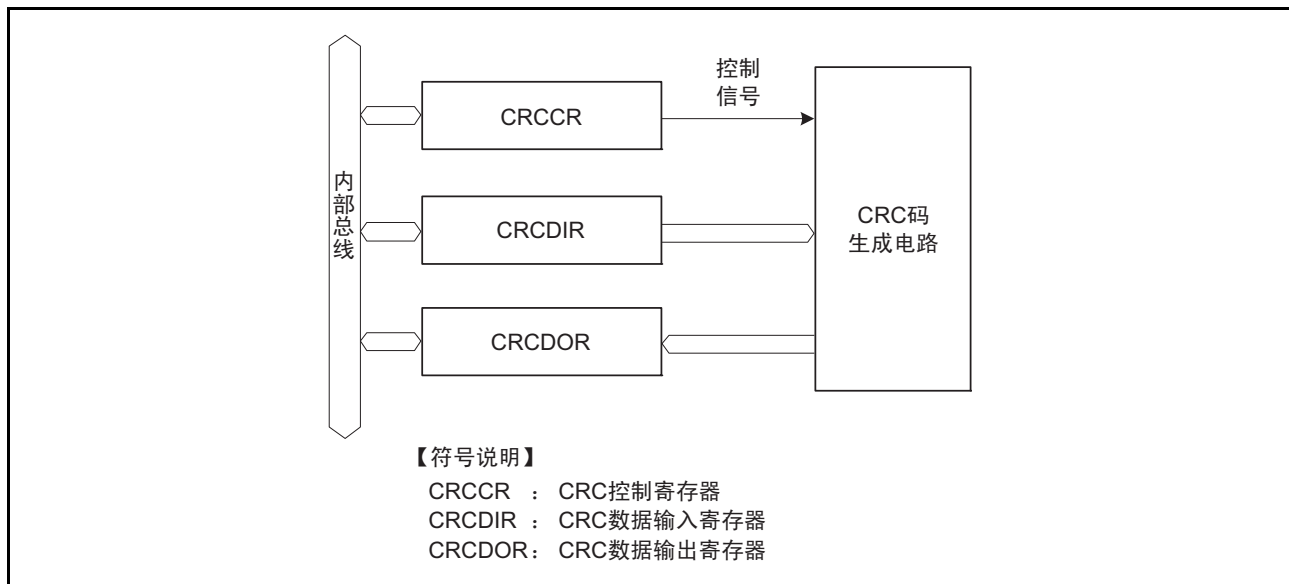 控制
信号
CRCCR
内部总线
CRCDIR
CRC码
生成电路
CRCDOR
【符号说明】
CRCCR ： CRC控制寄存器
CRCDIR ： CRC数据输入寄存器
CRCDOR： CRC数据输出寄存器